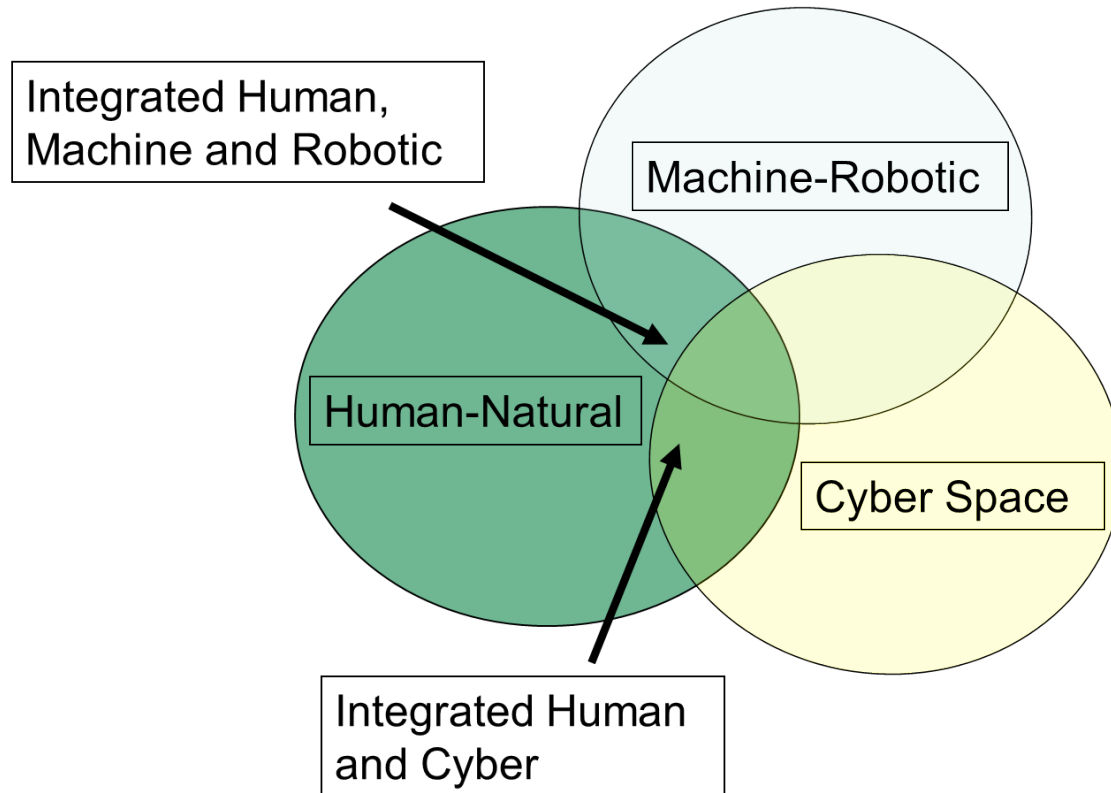 Integrated Human,
Machine and Robotic
Machine-Robotic
Human-Natural
Cyber Space
Integrated Human
and Cyber